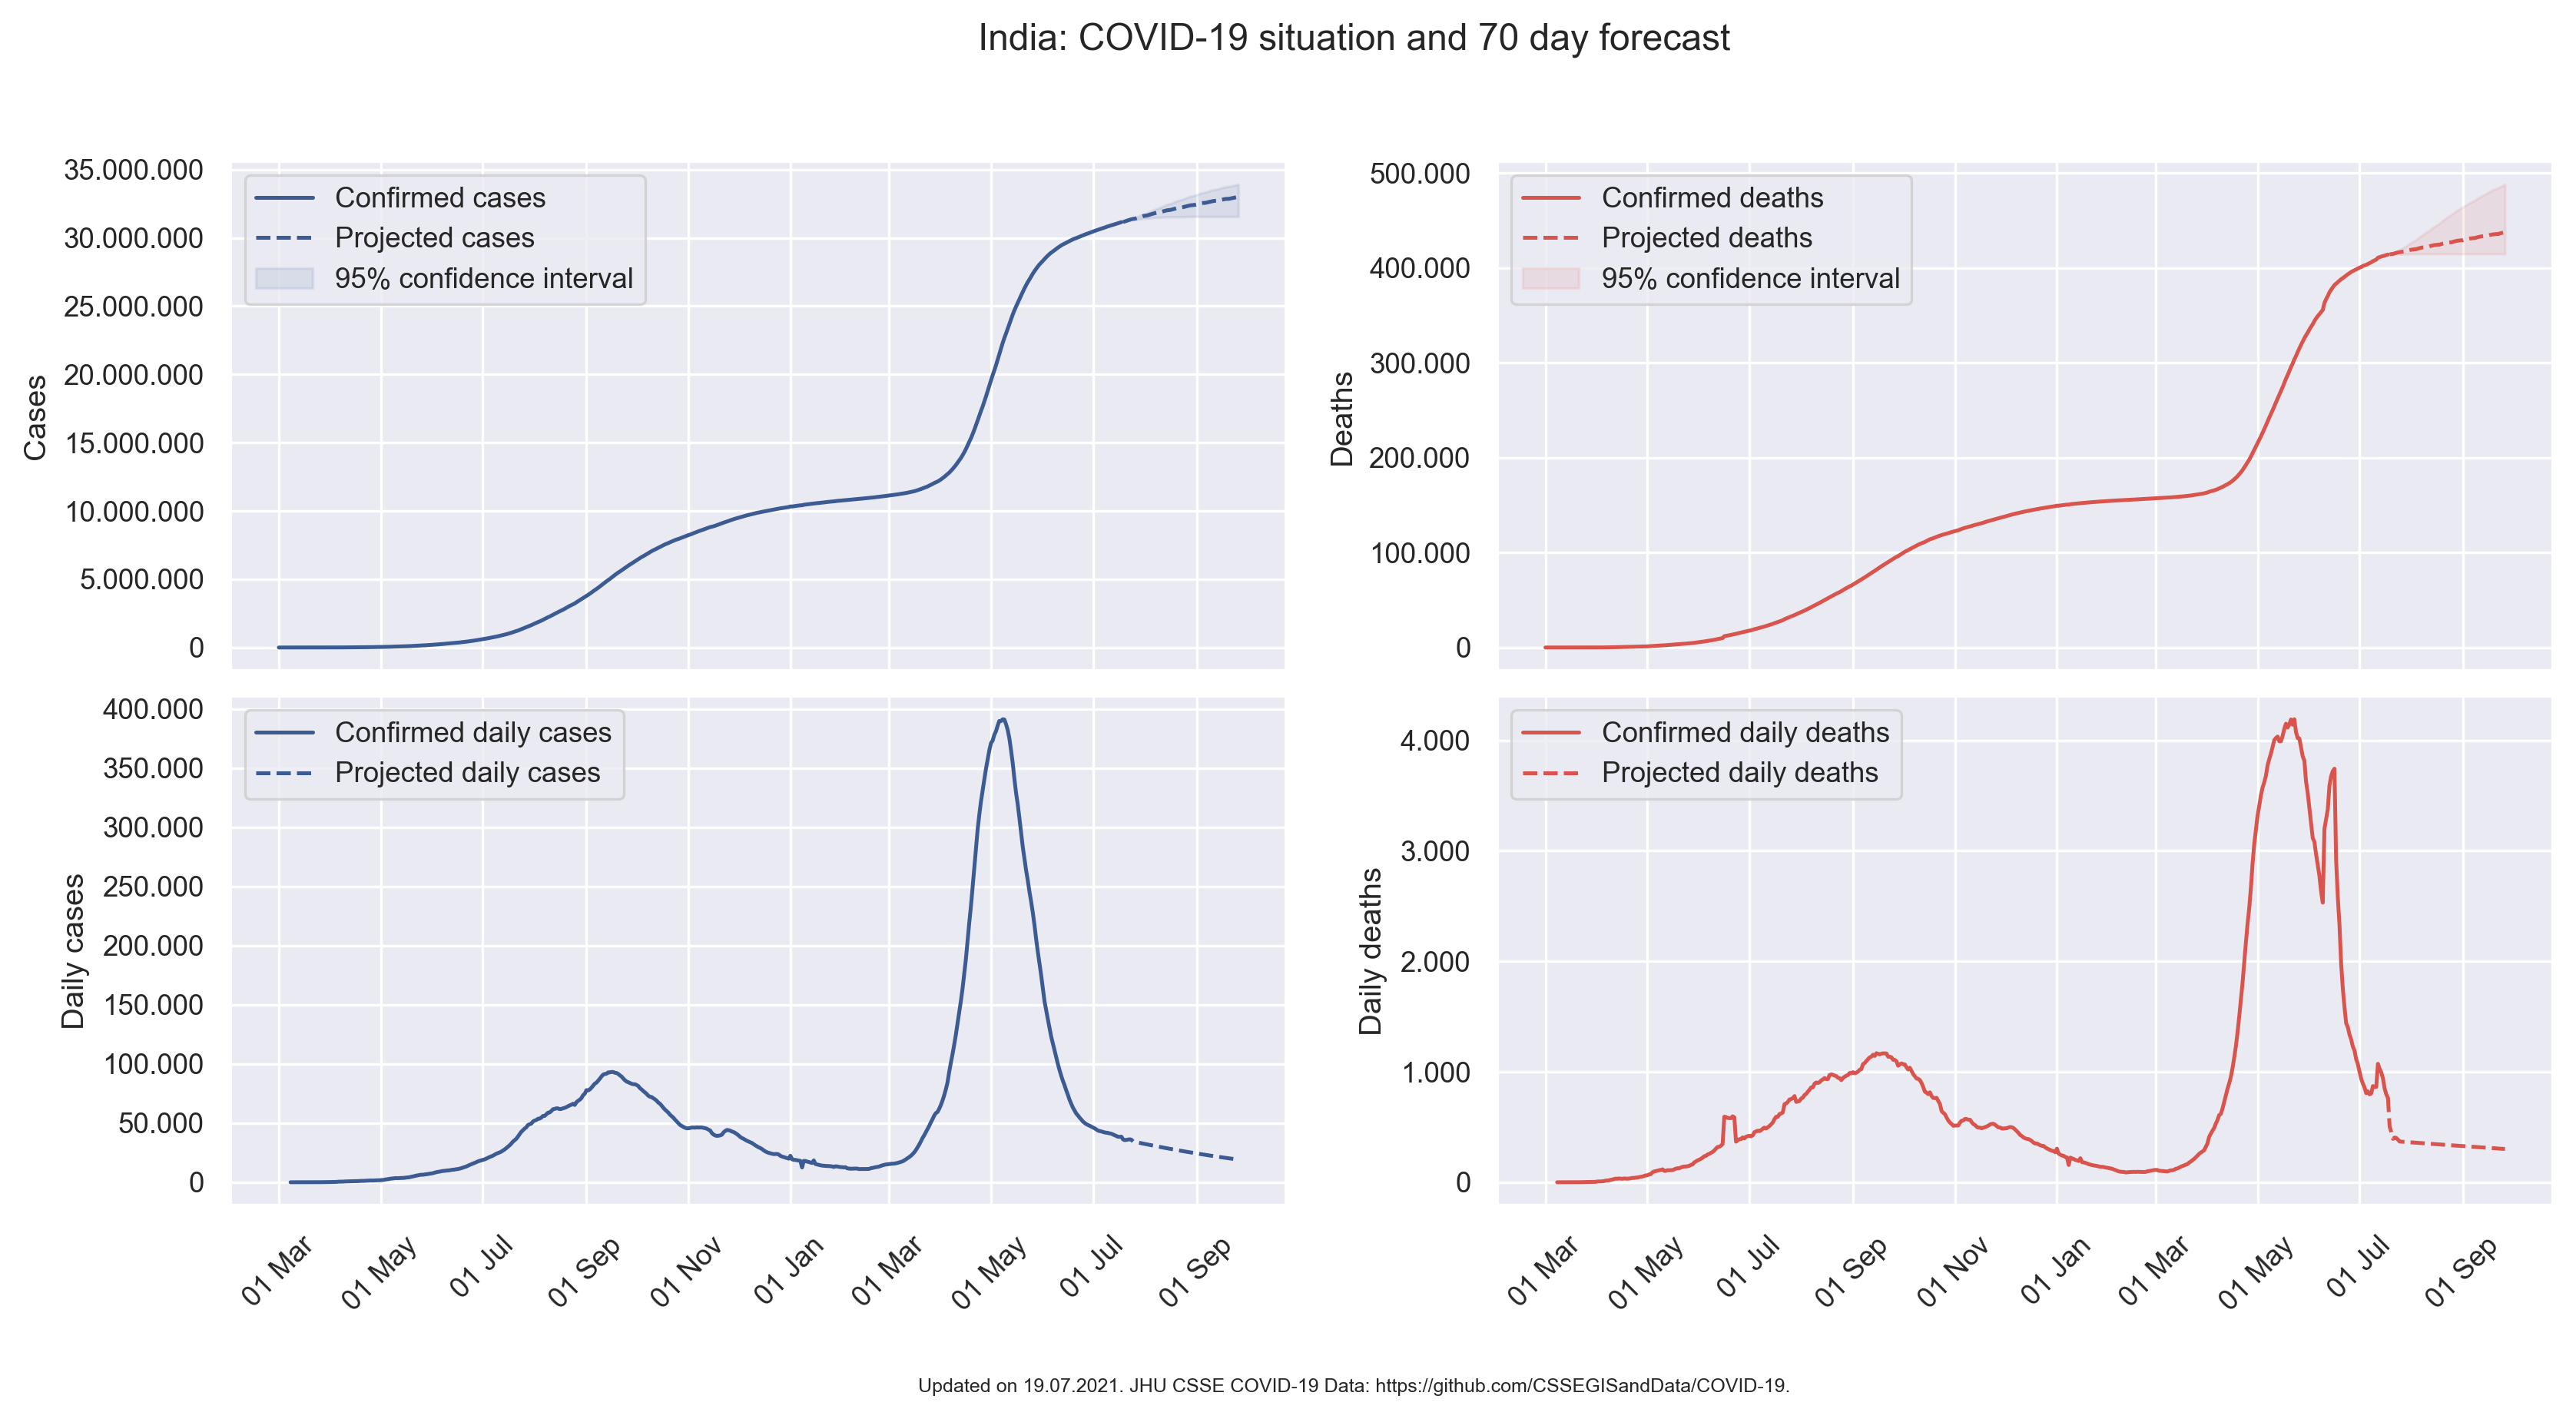 India: COVID-19 situation and 70 day forecast
35.000.000
30.000.000
25.000.000
20.000.000
15.000.000
10.000.000
5.000.000
0
Cases
Confirmed cases
Projected cases
95% confidence interval
500.000
400.000
300.000
200.000
100.000
0
Deaths
Confirmed deaths
Projected deaths
95% confidence interval
400.000
350.000
300.000
250.000
200.000
150.000
100.000
50.000
0
Daily cases
Confirmed daily cases
Projected daily cases
01 Mar
01 May
01 Jul
01 Sep
01 Nov
01 Jan
01 Mar
01 May
01 Jul
01 Sep
4.000
3.000
2.000
1.000
0
Daily deaths
Confirmed daily deaths
Projected daily deaths
01 Mar
01 May
01 Jul
01 Sep
01 Nov
01 Jan
01 Mar
01 May
01 Jul
01 Sep
Updated on 19.07.2021. JHU CSSE COVID-19 Data: https://github.com/CSSEGISandData/COVID-19.